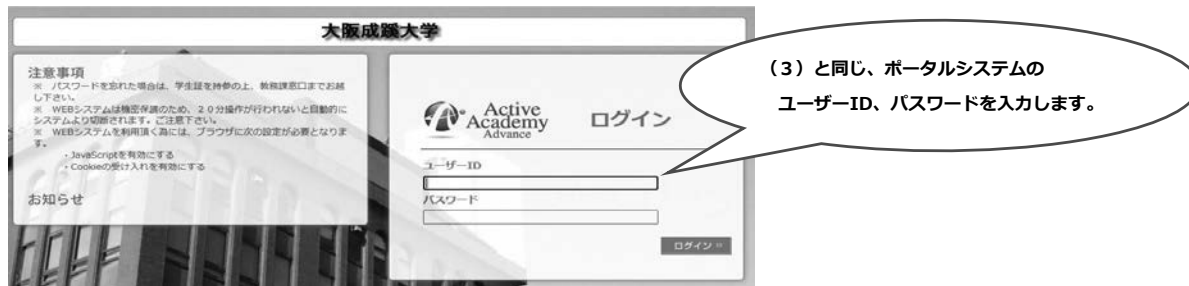 大阪成蹊大学
注意事項
※ パスワードを忘れた場合は、学生証を持参の上、教務課窓口までお越
し下さい。
※ WEBシステムは機密保護のため、２０分操作が行われないと自動的に
システムより切断されます。ご注意下さい。
※ WEBシステムを利用頂く為には、ブラウザに次の設定が必要となりま
す。
・JavaScriptを有効にする
・Cookieの受け入れを有効にする
お知らせ
Active
Academy
Advance
ログイン
ユーザーID
パスワード
ログイン »
（３）と同じ、ポータルシステムの
ユーザーID、パスワードを入力します。